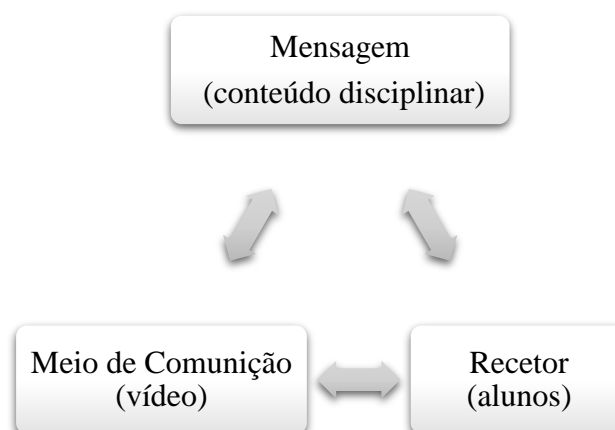 Mensagem
(conteúdo disciplinar)
Meio de Comunição
(vídeo)
Recetor
(alunos)